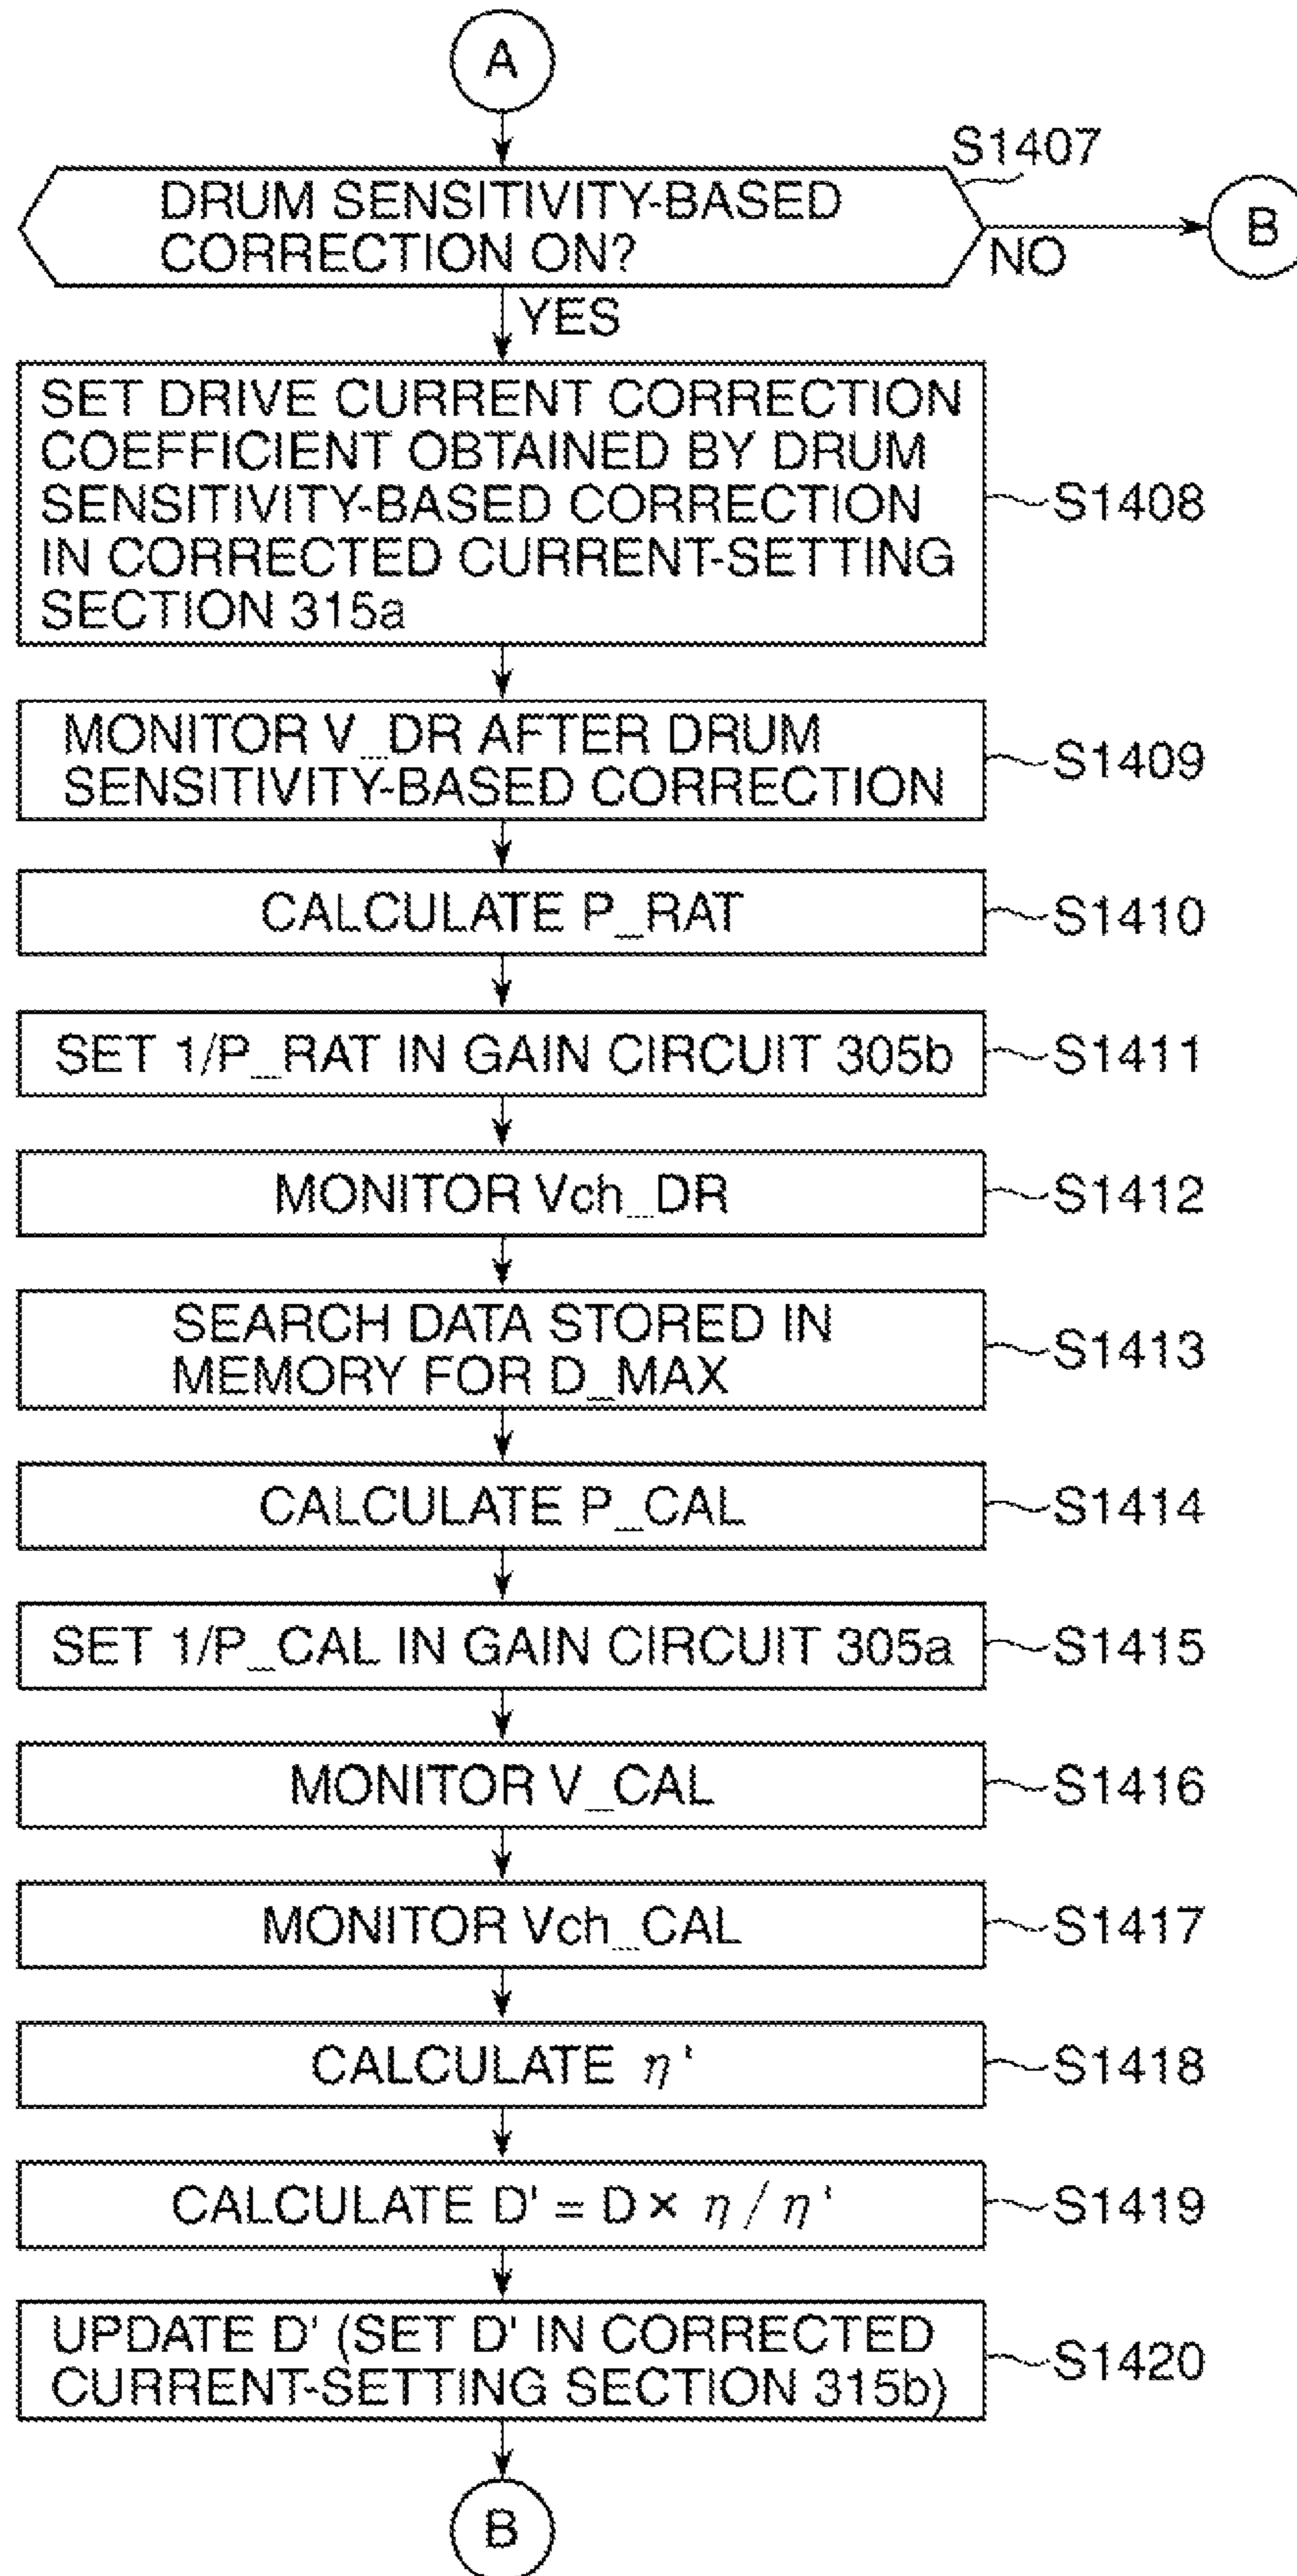 A
S1407
DRUM SENSITIVITY-BASED
CORRECTION ON?
NO
B
YES
SET DRIVE CURRENT CORRECTION
COEFFICIENT OBTAINED BY DRUM
SENSITIVITY-BASED CORRECTION
IN CORRECTED CURRENT-SETTING
SECTION 315a
S1408
MONITOR V_DR AFTER DRUM
SENSITIVITY-BASED CORRECTION
S1409
CALCULATE P_RAT
S1410
SET 1/P_RAT IN GAIN CIRCUIT 305b
S1411
MONITOR Vch_DR
S1412
SEARCH DATA STORED IN
MEMORY FOR D_MAX
S1413
CALCULATE P_CAL
S1414
SET 1/P_CAL IN GAIN CIRCUIT 305a
S1415
MONITOR V_CAL
S1416
MONITOR Vch_CAL
S1417
CALCULATE η'
S1418
CALCULATE D' = D × η / η'
S1419
UPDATE D' (SET D' IN CORRECTED
CURRENT-SETTING SECTION 315b)
S1420
B